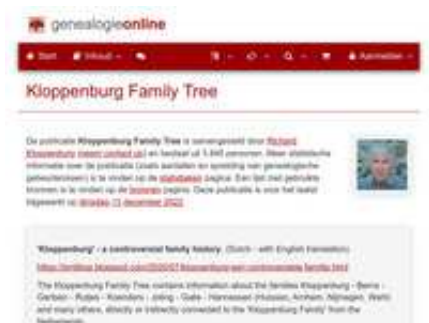 genealogieonline
Start Inhoud Aanmelden
Kloppenburg Family Tree
De publicatie Kloppenburg Family Tree is samengesteld door Richard
Kloppenburg (neem contact op) en bestaat uit personen. Meer statistische
informatie over de publicatie (zoals aantallen en spreiding van genealogische
gebeurtenissen) is te vinden op de statistieken pagina. Een lijst met gebruikte
bronnen is te vinden op de bronnen pagina. Deze publicatie is voor het laatst
bijgewerkt op dinsdag 13 december 2022.
"Kloppenburg" - a controversial family history. (Dutch - with English translation)
The Kloppenburg Family Tree contains information about the families Kloppenburg - Berns -
Gerbien - Rutjes - Koenders - Joling - - Hermessen (Huissen, Arnhem, Nijmegen, Wehl)
and many others, directly or indirectly connected to the 'Kloppenburg Family' from the
Netherlands.